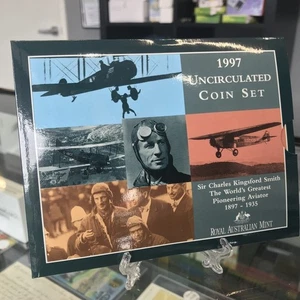 1997
UNCIRCULATED
COIN SET
Sir Charles Kingsford Smith
The World's Greatest
Pioneering Aviator
1897 - 1935
ROYAL AUSTRALIAN MINT